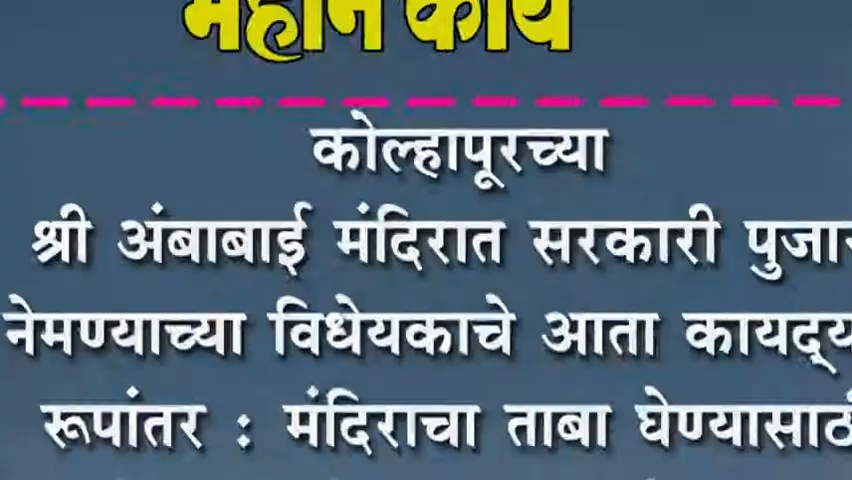 महान कार्य
कोल्हापूरच्या
श्री अंबाबाई मंदिरात सरकारी
नेमण्याच्या विधेयकाचे आता
रूपांतर : मंदिराचा ताबा